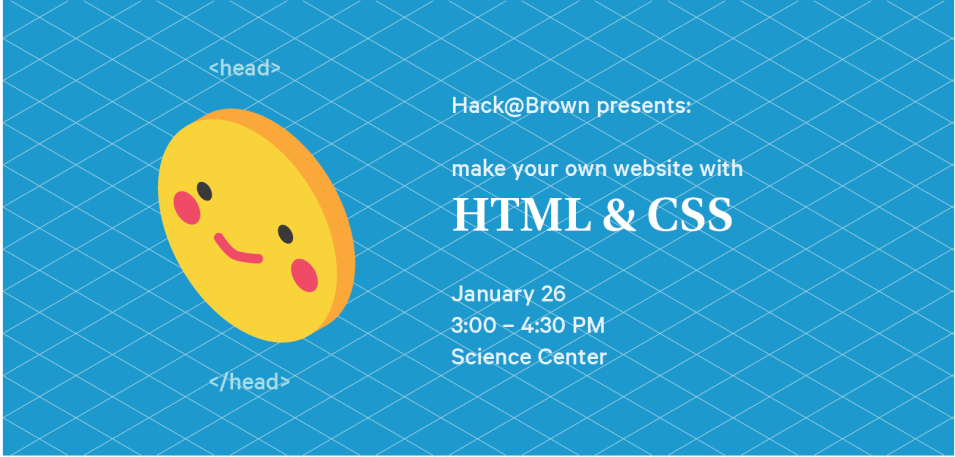 <head>
</head>
Hack@Brown presents:
make your own website with
HTML & CSS
January 26
3:00 – 4:30 PM
Science Center